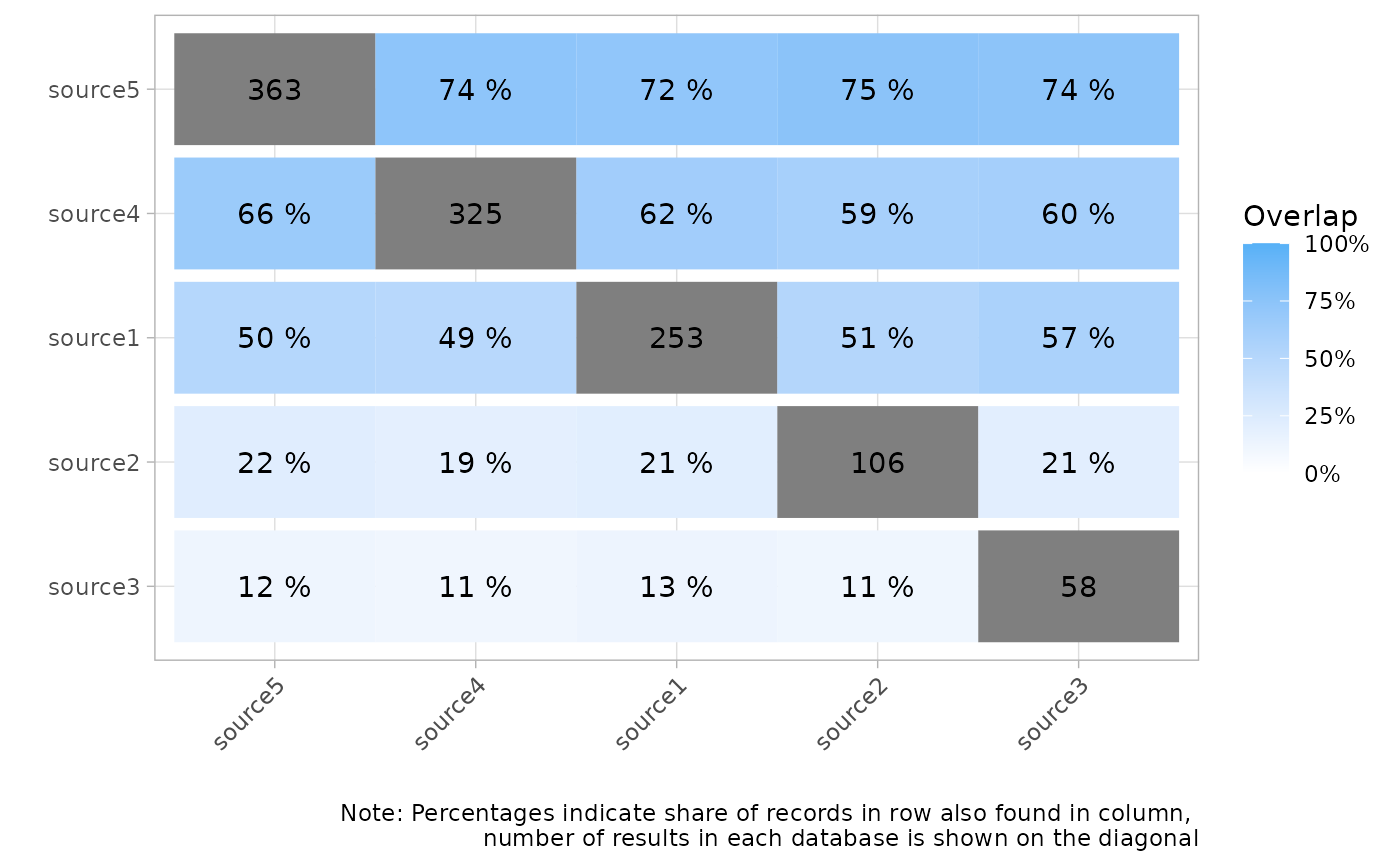 source5 363 74 % 72 % 75 % 74 %
source4 66 % 325 62 % 59 % 60 %
source1 50 % 49 % 253 51 % 57 %
source2 22 % 19 % 21 % 106 21 %
source3 12 % 11 % 13 % 11 % 58
source5 source4 source1 source2 source3
Overlap
100%
75%
50%
25%
0%
Note: Percentages indicate share of records in row also found in column,
number of results in each database is shown on the diagonal